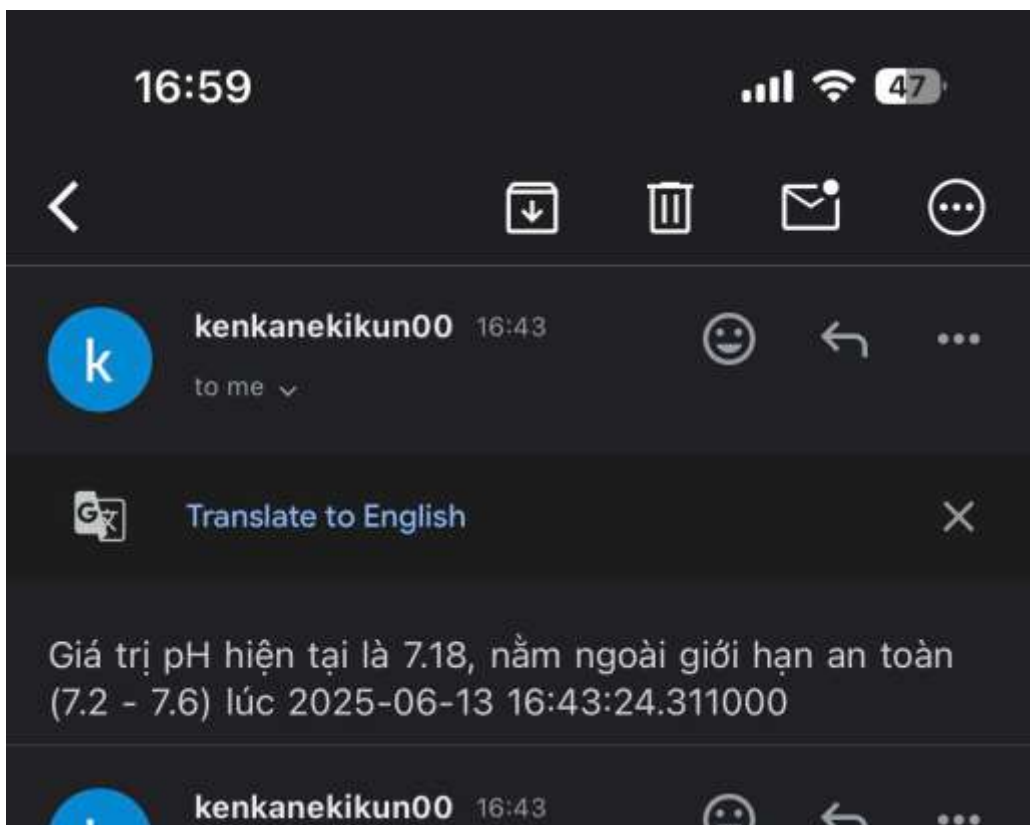 16:59
47
kenkanekikun00 16:43
to me
k
Translate to English
Giá trị pH hiện tại là 7.18, nằm ngoài giới hạn an toàn
(7.2 - 7.6) lúc 2025-06-13 16:43:24.311000
kenkanekikun00 16:43